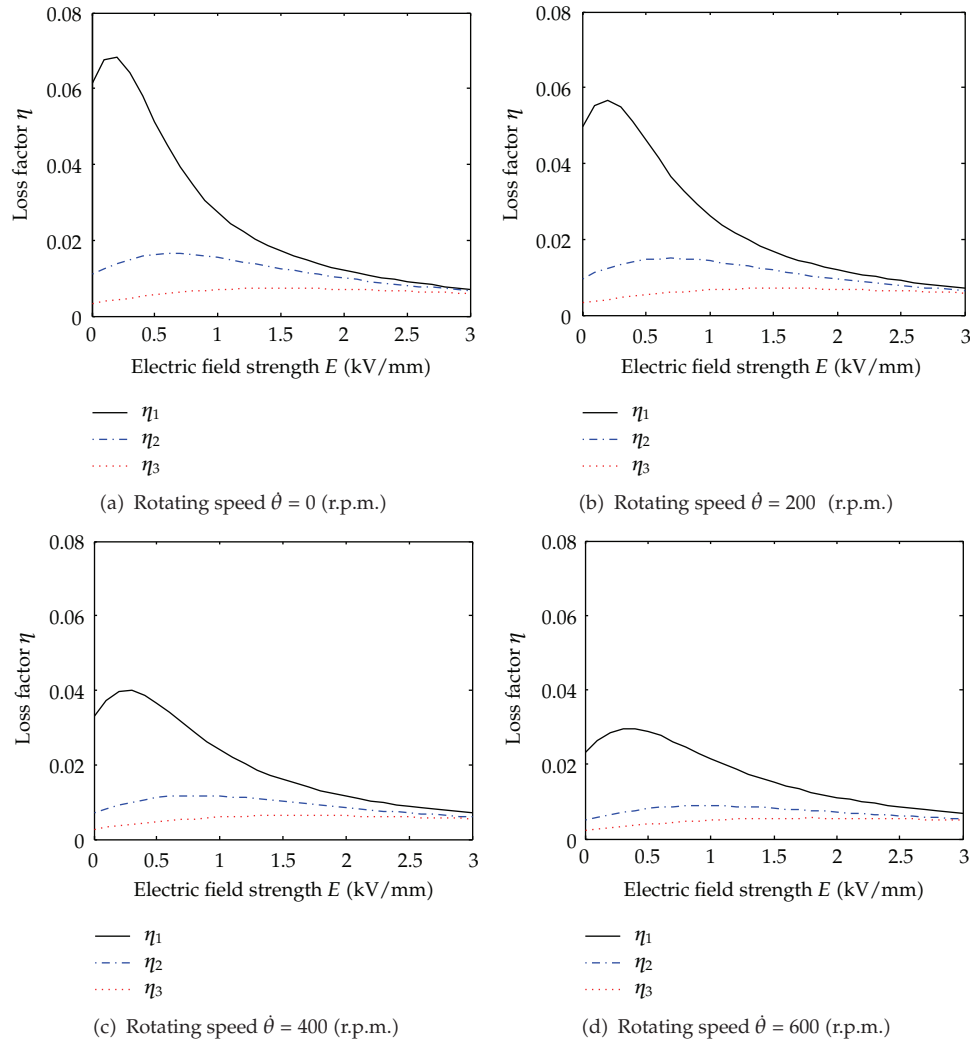 0.08
0.06
0.04
0.02
0
Loss factor η
0 0.5 1 1.5 2 2.5 3
Electric field strength E (kV/mm)
η1
η2
η3
(a) Rotating speed θ̇ = 0 (r.p.m.)
0.08
0.06
0.04
0.02
0
Loss factor η
0 0.5 1 1.5 2 2.5 3
Electric field strength E (kV/mm)
η1
η2
η3
(b) Rotating speed θ̇ = 200 (r.p.m.)
0.08
0.06
0.04
0.02
0
Loss factor η
0 0.5 1 1.5 2 2.5 3
Electric field strength E (kV/mm)
η1
η2
η3
(c) Rotating speed θ̇ = 400 (r.p.m.)
0.08
0.06
0.04
0.02
0
Loss factor η
0 0.5 1 1.5 2 2.5 3
Electric field strength E (kV/mm)
η1
η2
η3
(d) Rotating speed θ̇ = 600 (r.p.m.)